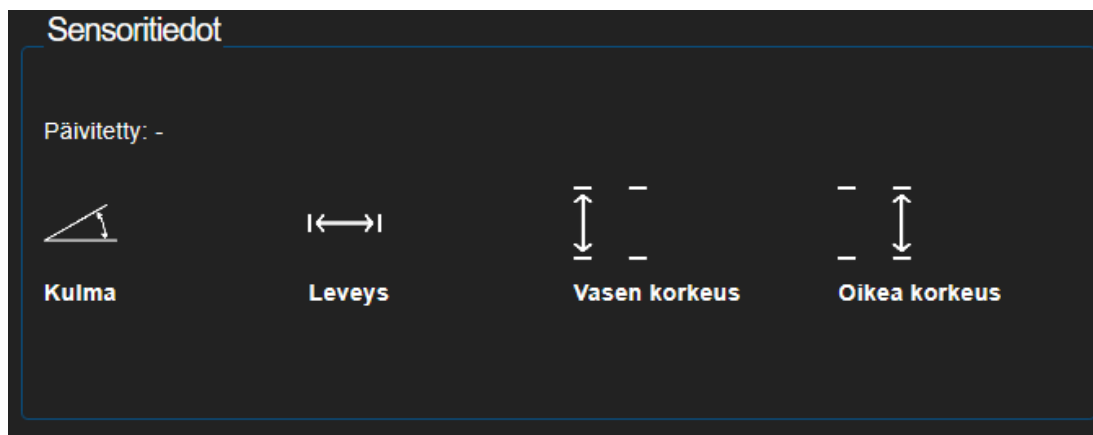 Sensoritiedot
Päivitetty: -
Kulma Leveys Vasen korkeus Oikea korkeus